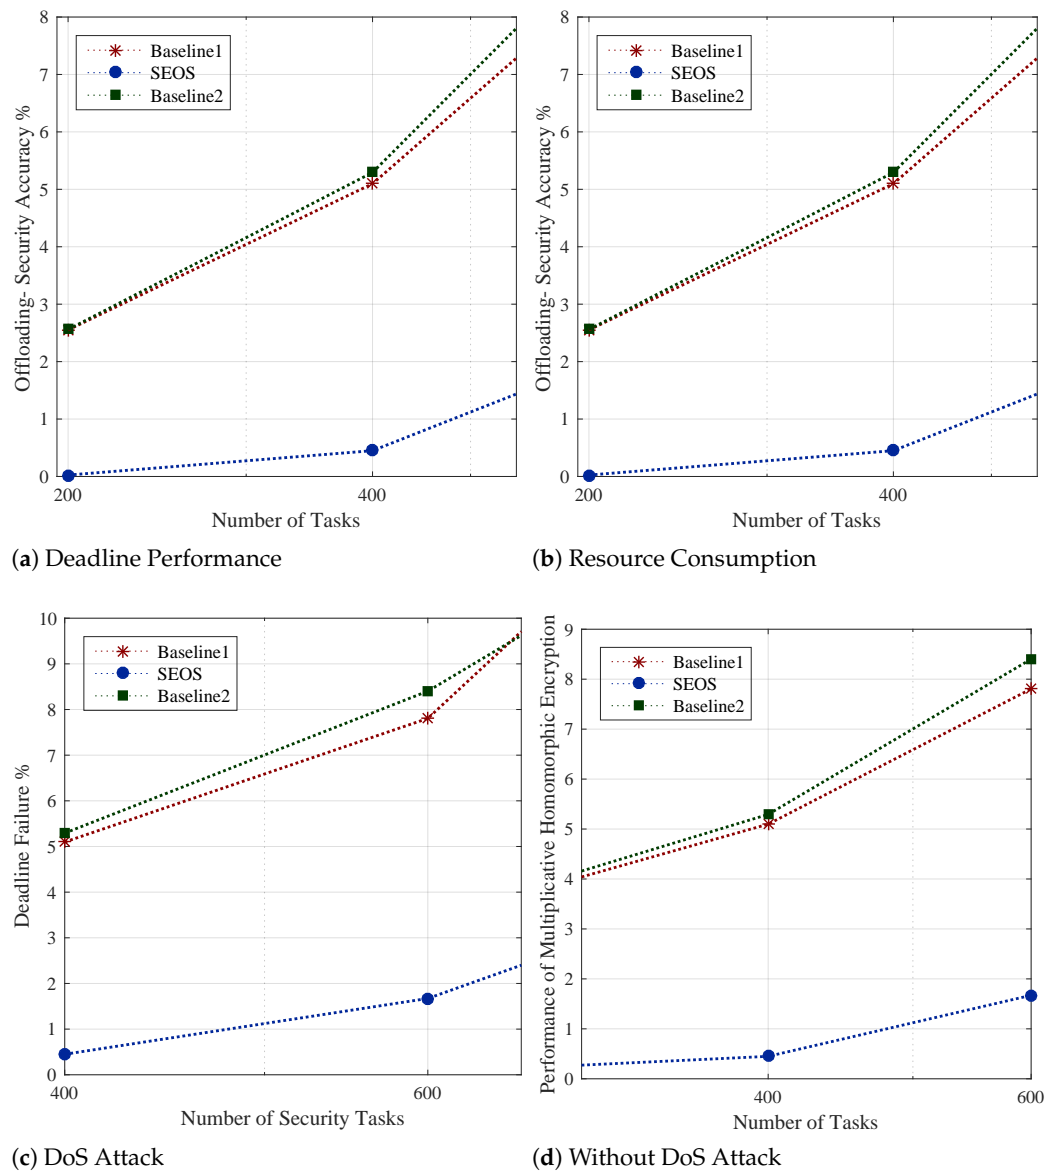 8
7
6
5
4
3
2
1
0
Offloading- Security Accuracy %
Baseline1
SEOS
Baseline2
200
400
Number of Tasks
(a) Deadline Performance
8
7
6
5
4
3
2
1
0
Offloading- Security Accuracy %
Baseline1
SEOS
Baseline2
200
400
Number of Tasks
(b) Resource Consumption
10
9
8
7
6
5
4
3
2
1
0
Deadline Failure %
Baseline1
SEOS
Baseline2
400
600
Number of Security Tasks
(c) DoS Attack
9
8
7
6
5
4
3
2
1
0
Performance of Multiplicative Homomorphic Encryption
Baseline1
SEOS
Baseline2
400
600
Number of Tasks
(d) Without DoS Attack